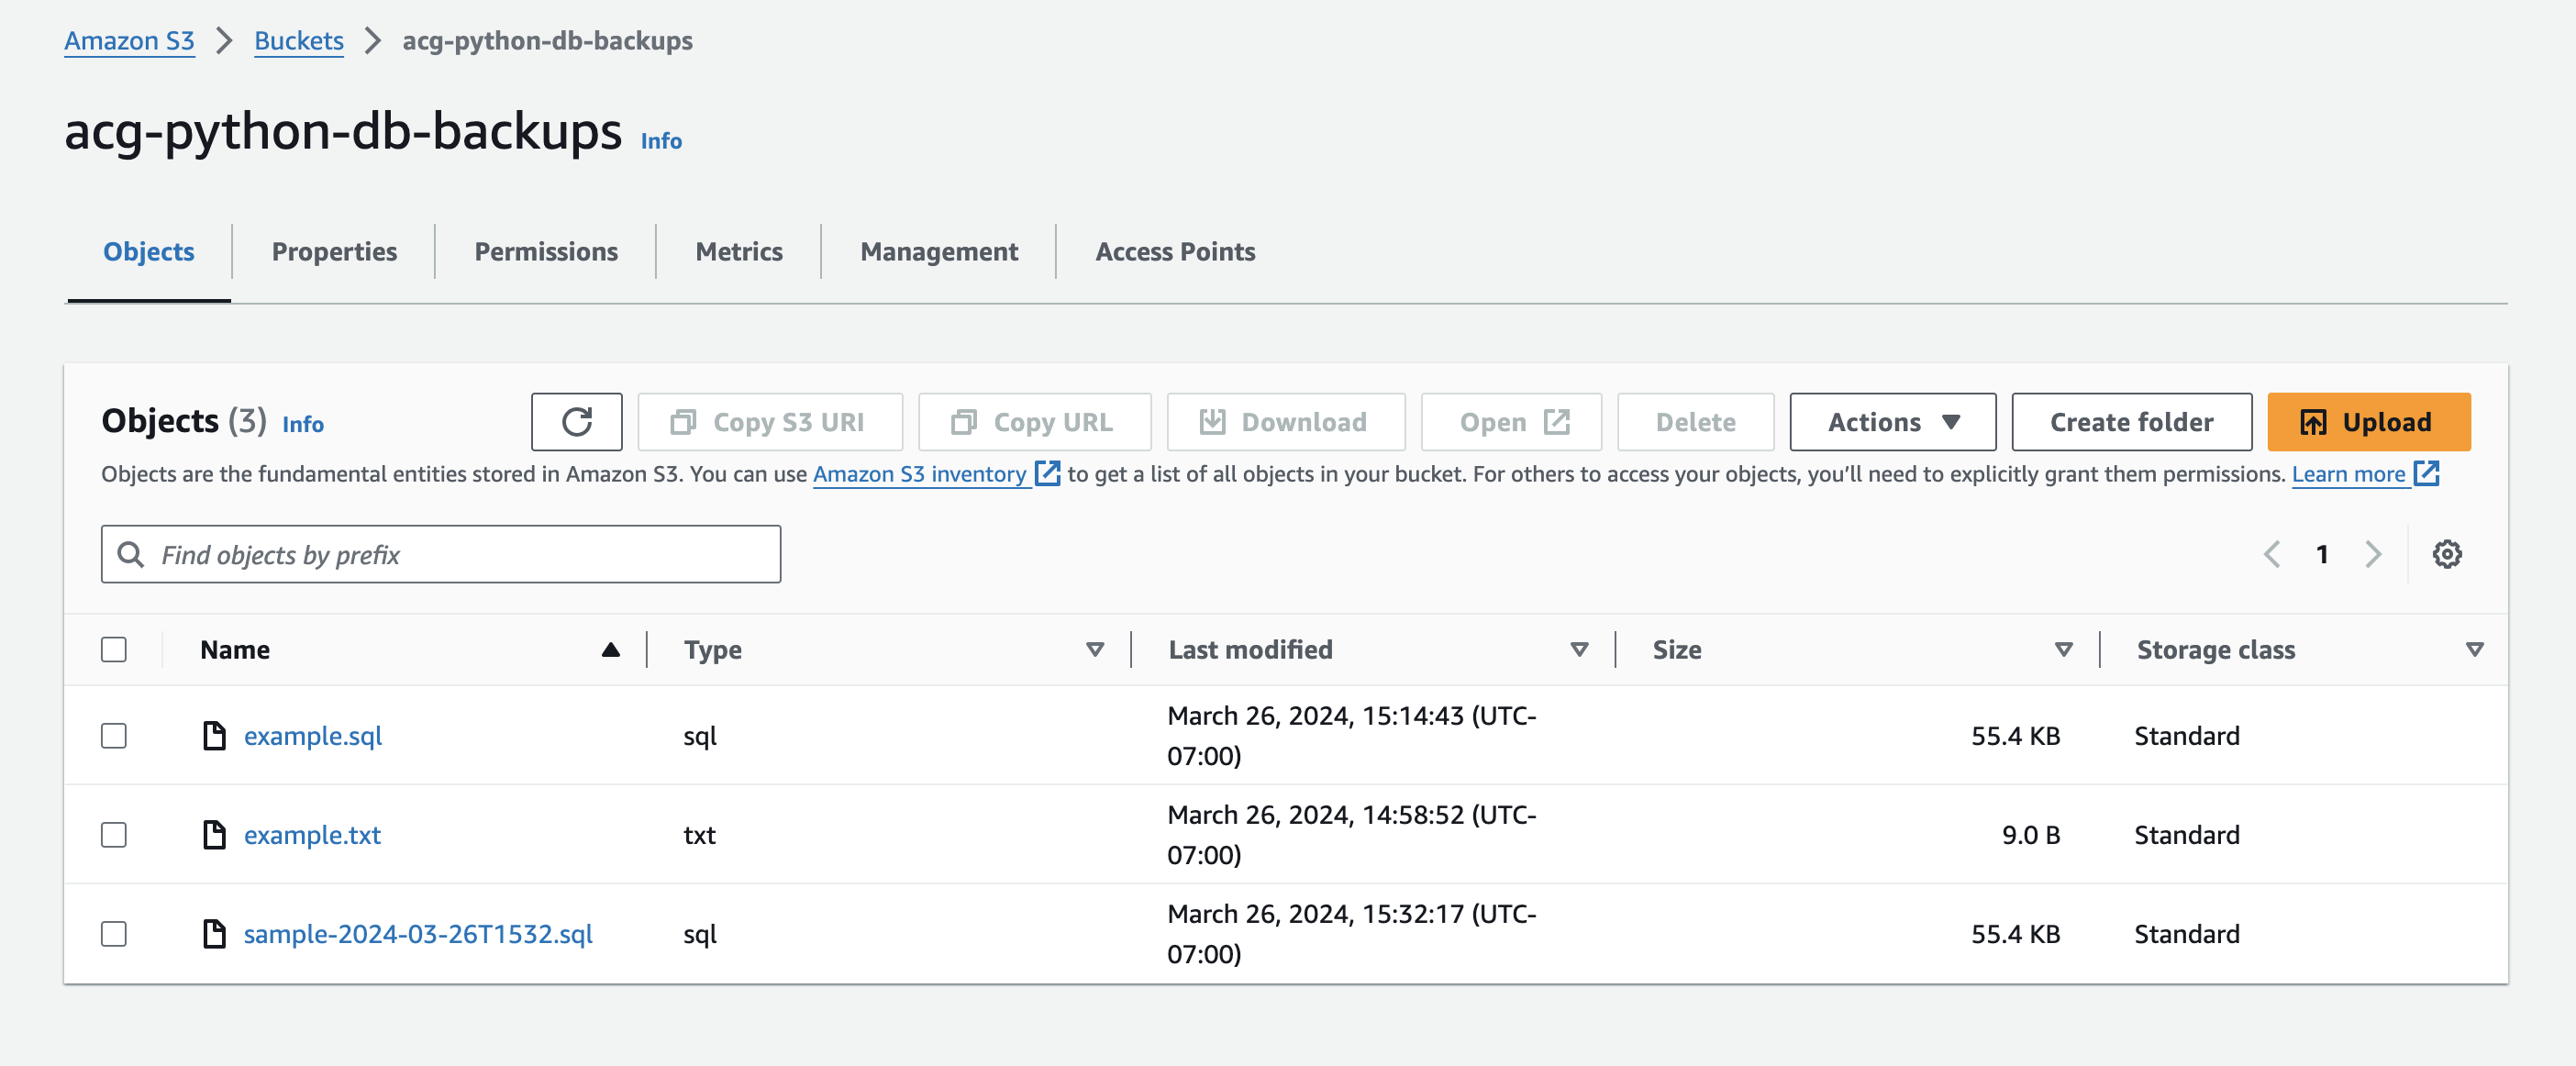 Amazon S3 > Buckets > acg-python-db-backups
acg-python-db-backups Info
Objects Properties Permissions Metrics Management Access Points
Objects (3) Info Copy S3 URI Copy URL Download Open Delete Actions Create folder Upload
Objects are the fundamental entities stored in Amazon S3. You can use Amazon S3 inventory to get a list of all objects in your bucket. For others to access your objects, you’ll need to explicitly grant them permissions. Learn more
Find objects by prefix 1
Name Type Last modified Size Storage class
example.sql sql March 26, 2024, 15:14:43 (UTC-
07:00) 55.4 KB Standard
example.txt txt March 26, 2024, 14:58:52 (UTC-
07:00) 9.0 B Standard
sample-2024-03-26T1532.sql sql March 26, 2024, 15:32:17 (UTC-
07:00) 55.4 KB Standard